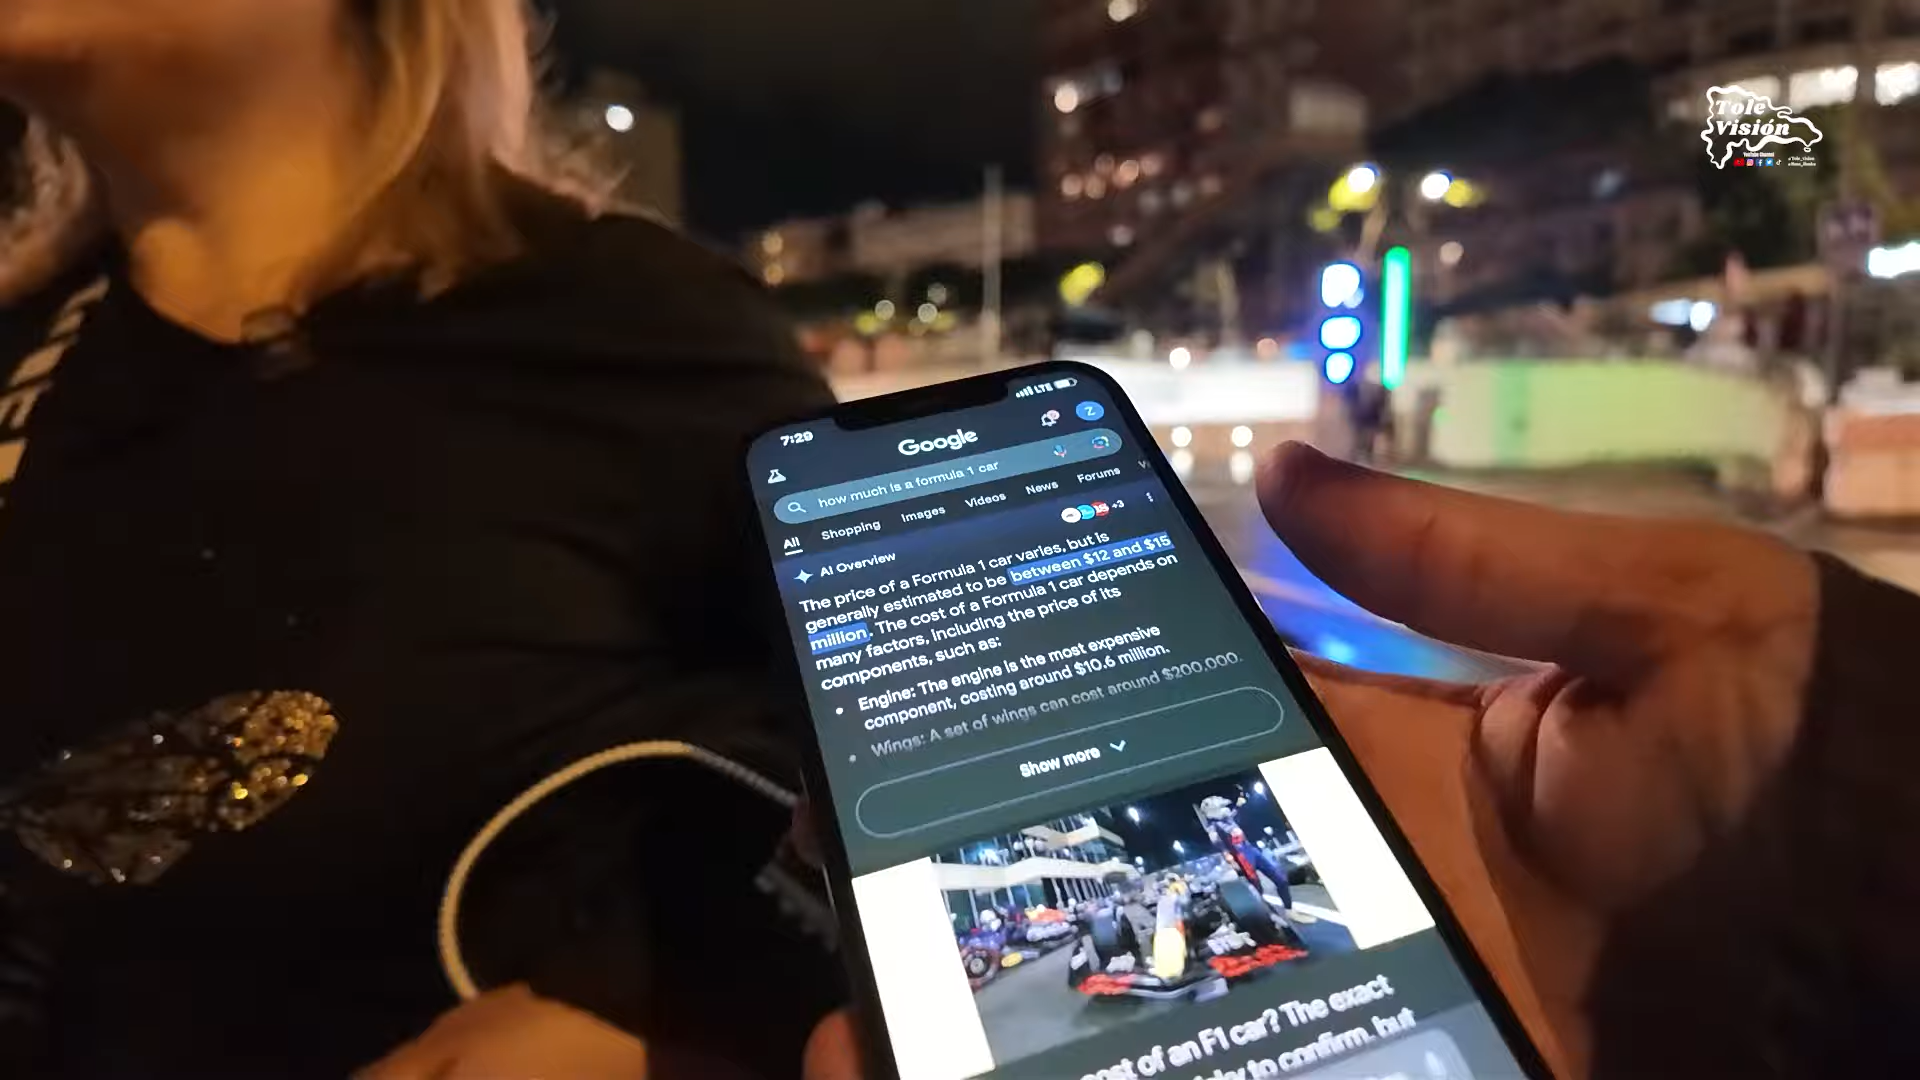 Tole
Visión
YouTube Channel
7:29
LTE
Google
Z
how much is a formula 1 car
All
Shopping
Images
Videos
News
Forums
AI Overview
+3
The price of a Formula 1 car varies, but is
generally estimated to be between $12 and $15
million. The cost of a Formula 1 car depends on
many factors, including the price of its
components, such as:
• Engine: The engine is the most expensive
component, costing around $10.6 million.
• Wings: A set of wings can cost around $200,000.
Show more
cost of an F1 car? The exact
to confirm, but